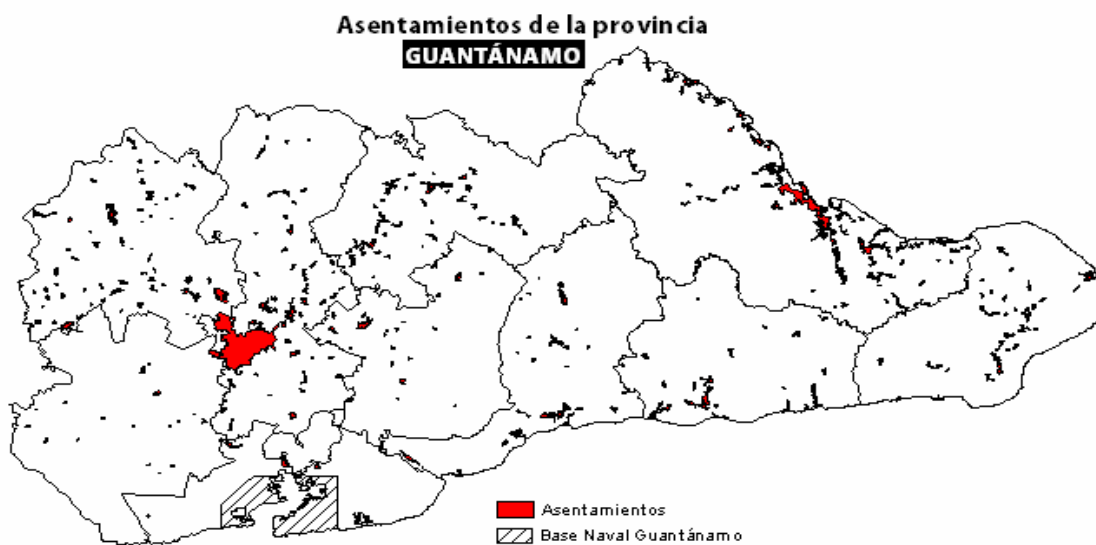 Asentamientos de la provincia
GUANTÁNAMO
Asentamientos
Base Naval Guantánamo